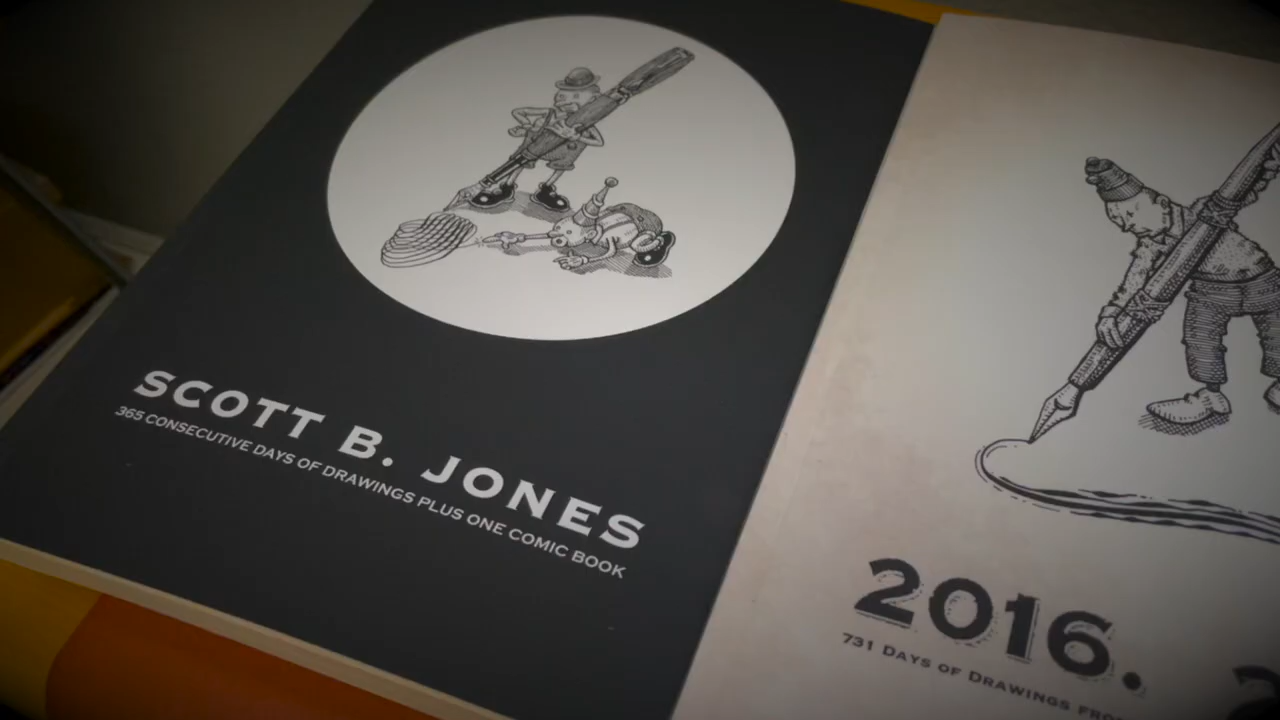 SCOTT B. JONES
365 CONSECUTIVE DAYS OF DRAWINGS PLUS ONE COMIC BOOK
2016.
731 DAYS OF DRAWINGS